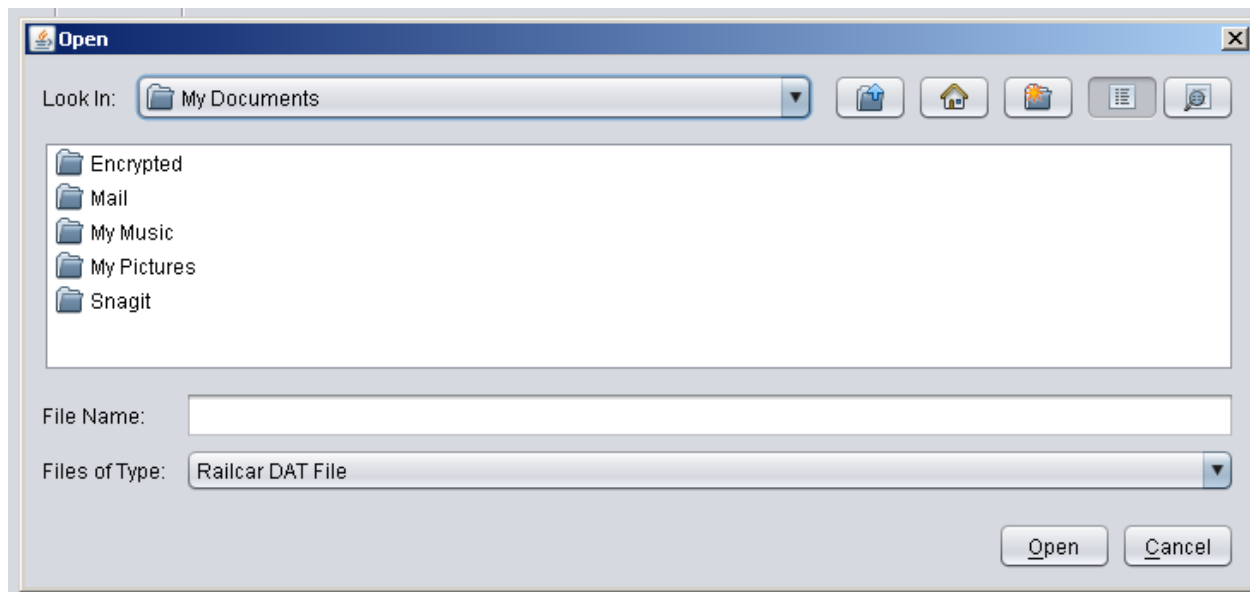 Open
Look In: My Documents
Encrypted
Mail
My Music
My Pictures
Snagit
File Name:
Files of Type: Railcar DAT File
Open Cancel